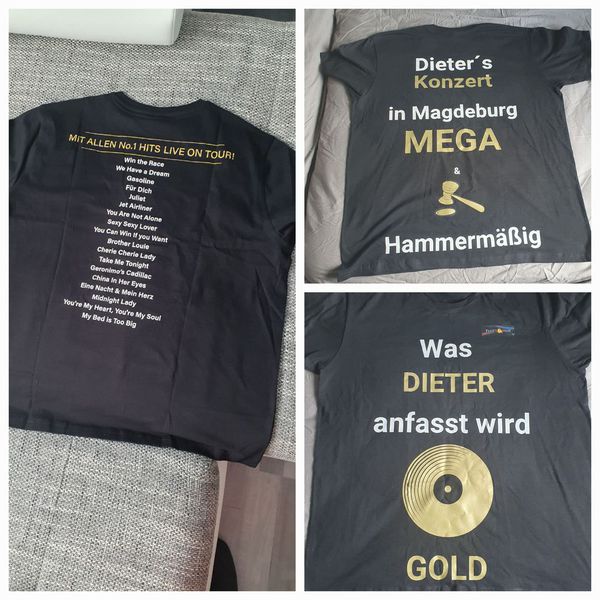 MIT ALLEN No.1 HITS LIVE ON TOUR!
Win the Race
We Have a Dream
Gasoline
Für Dich
Juliet
Jet Airliner
You Are Not Alone
Sexy Sexy Lover
You Can Win If you Want
Brother Louie
Cherie Cherie Lady
Take Me Tonight
Geronimo's Cadillac
China In Her Eyes
Eine Nacht & Mein Herz
Midnight Lady
You're My Heart, You're My Soul
My Bed is Too Big
Dieter´s
Konzert
in Magdeburg
MEGA
&
Hammermäßig
Was
DIETER
anfasst wird
GOLD